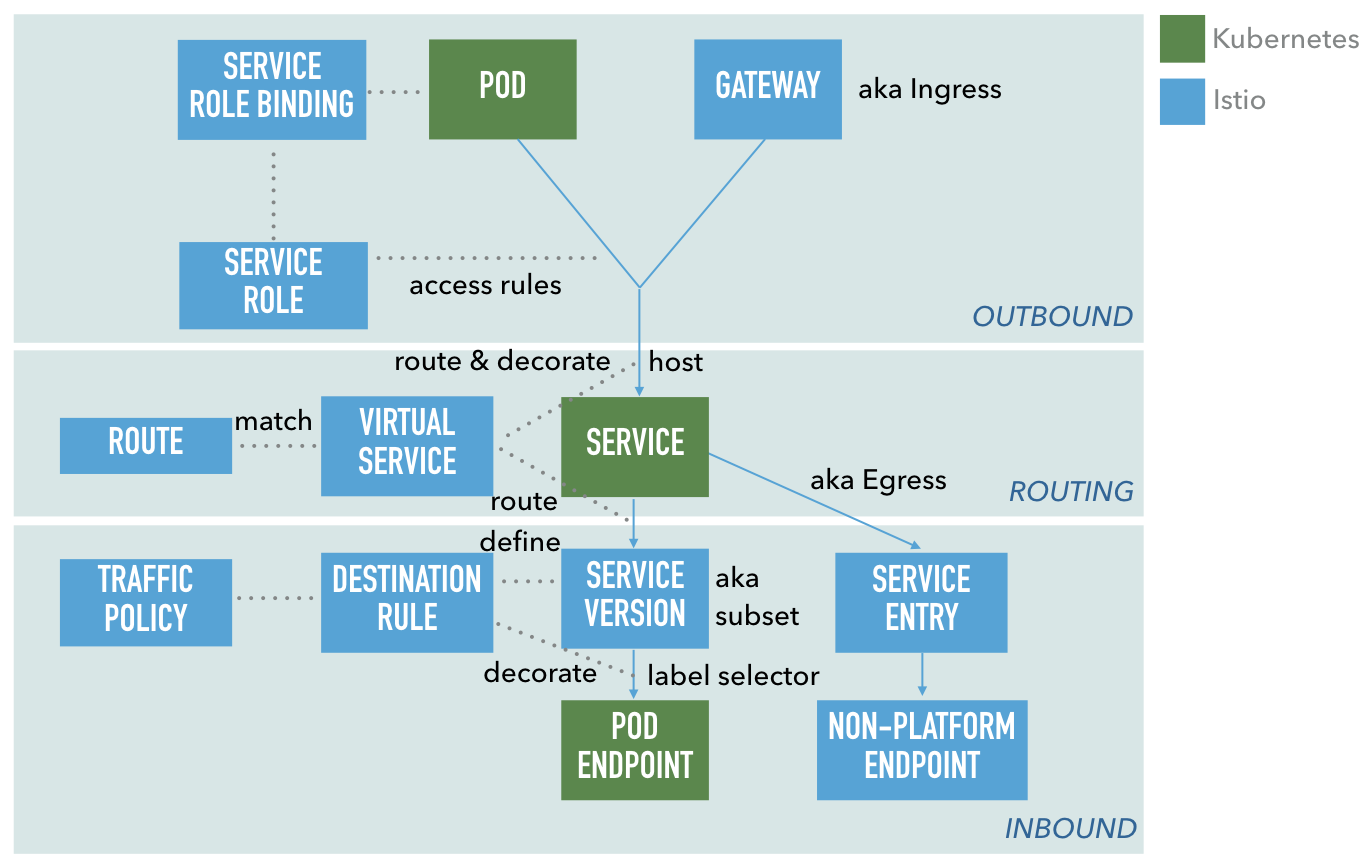 SERVICE
ROLE BINDING
POD
GATEWAY
aka Ingress
Kubernetes
Istio
SERVICE
ROLE
access rules
OUTBOUND
route & decorate
host
ROUTE
match
VIRTUAL
SERVICE
SERVICE
aka Egress
ROUTING
route
define
TRAFFIC
POLICY
DESTINATION
RULE
SERVICE
VERSION
aka
subset
SERVICE
ENTRY
decorate
label selector
POD
ENDPOINT
NON-PLATFORM
ENDPOINT
INBOUND